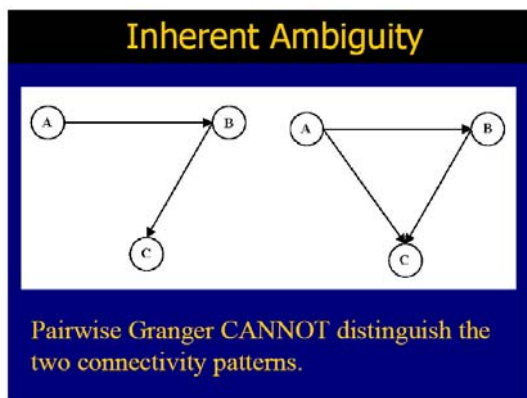 Inherent Ambiguity
A
B
C
A
B
C
Pairwise Granger CANNOT distinguish the
two connectivity patterns.